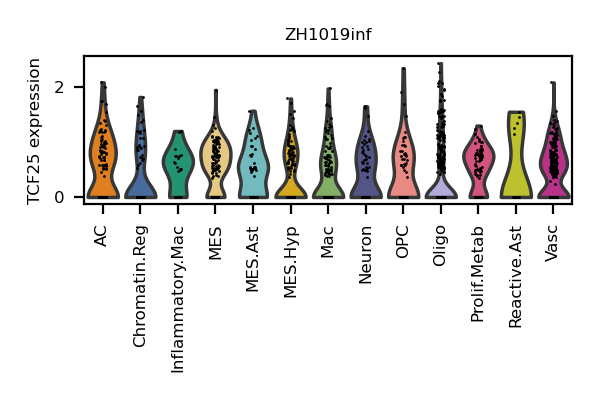 ZH1019inf
TCF25 expression
2
0
AC
Chromatin.Reg
Inflammatory.Mac
MES
MES.Ast
MES.Hyp
Mac
Neuron
OPC
Oligo
Prolif.Metab
Reactive.Ast
Vasc